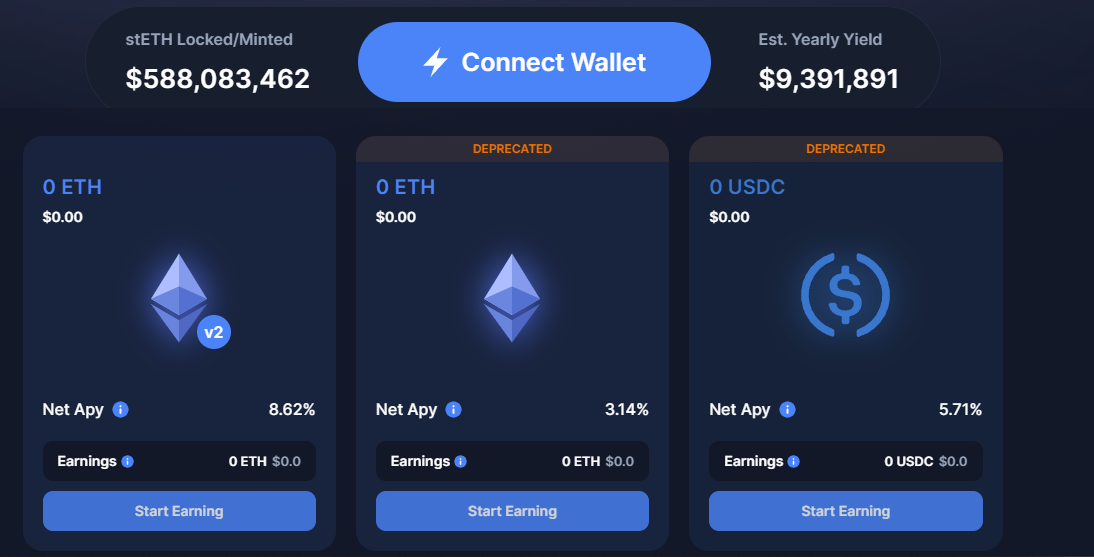 stETH Locked/Minted
$588,083,462
Connect Wallet
Est. Yearly Yield
$9,391,891
0 ETH
$0.00
v2
Net Apy 8.62%
Earnings 0 ETH $0.0
Start Earning
DEPRECATED
0 ETH
$0.00
Net Apy 3.14%
Earnings 0 ETH $0.0
Start Earning
DEPRECATED
0 USDC
$0.00
Net Apy 5.71%
Earnings 0 USDC $0.0
Start Earning